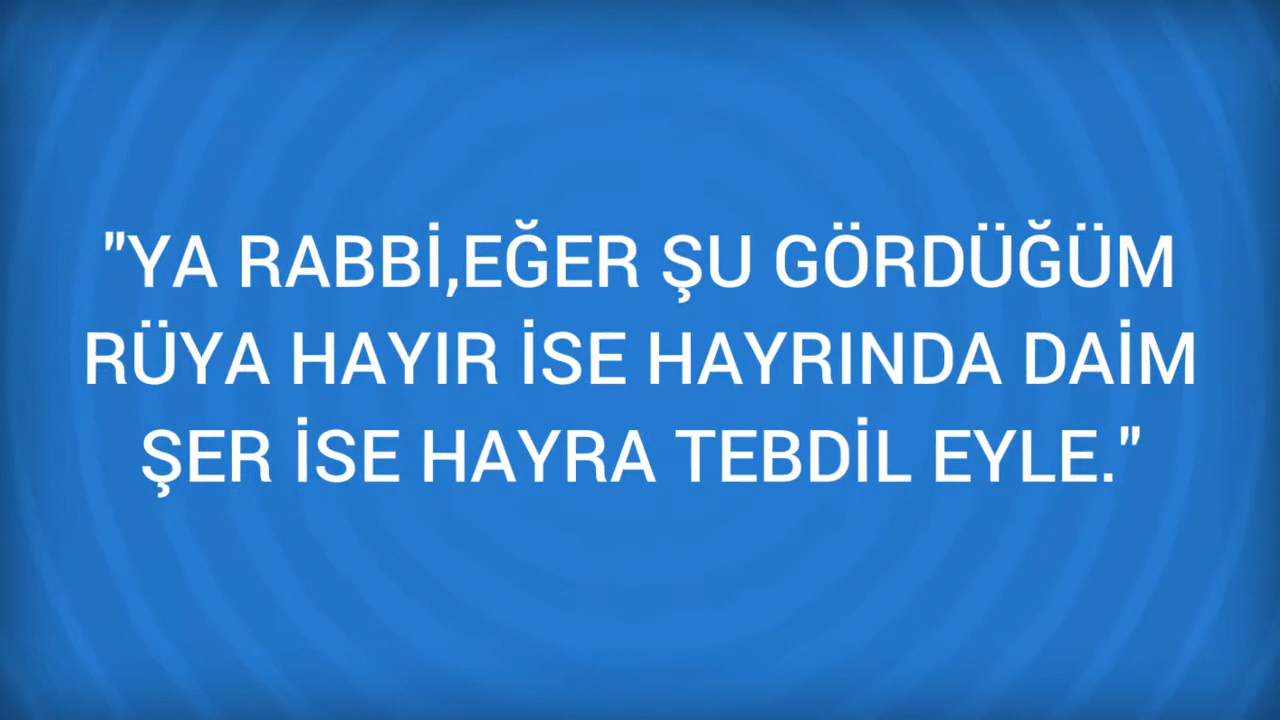 "YA RABBİ,EĞER ŞU GÖRDÜĞÜM
RÜYA HAYIR İSE HAYRINDA DAİM
ŞER İSE HAYRA TEBDİL EYLE."